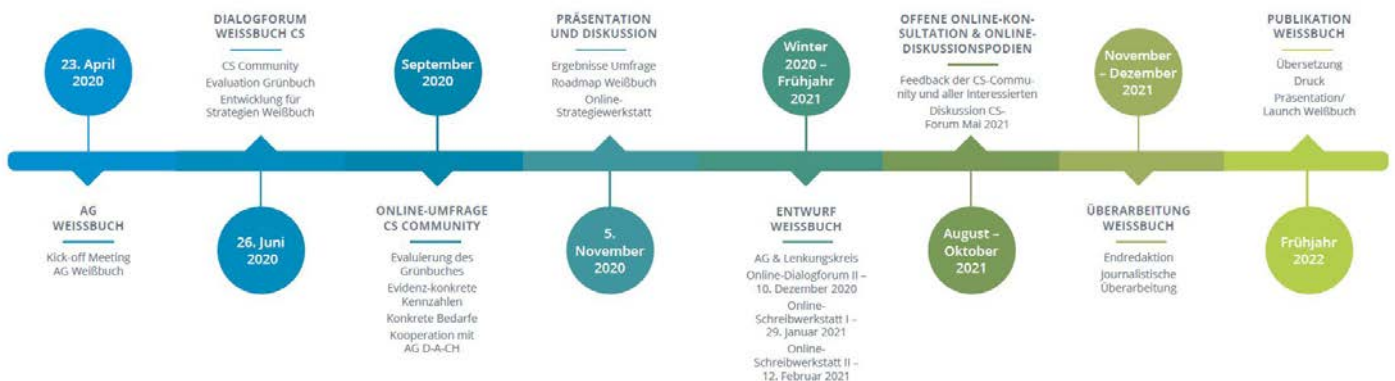 23. April
2020
AG
WEISSBUCH
Kick-off Meeting
AG Weißbuch
DIALOGFORUM
WEISSBUCH CS
CS Community
Evaluation Grünbuch
Entwicklung für
Strategien Weißbuch
26. Juni
2020
September
2020
ONLINE-UMFRAGE
CS COMMUNITY
Evaluierung des
Grünbuches
Evidenz-konkrete
Kennzahlen
Konkrete Bedarfe
Kooperation mit
AG D-A-CH
PRÄSENTATION
UND DISKUSSION
Ergebnisse Umfrage
Roadmap Weißbuch
Online-
Strategiewerkstatt
5.
November
2020
Winter
2020 –
Frühjahr
2021
ENTWURF
WEISSBUCH
AG & Lenkungskreis
Online-Dialogforum II –
10. Dezember 2020
Online-
Schreibwerkstatt I –
29. Januar 2021
Online-
Schreibwerkstatt II –
12. Februar 2021
OFFENE ONLINE-KON-
SULTATION & ONLINE-
DISKUSSIONSPODIEN
Feedback der CS-Commu-
nity und aller Interessierten
Diskussion CS-
Forum Mai 2021
August –
Oktober
2021
November
– Dezember
2021
ÜBERARBEITUNG
WEISSBUCH
Endredaktion
Journalistische
Überarbeitung
PUBLIKATION
WEISSBUCH
Übersetzung
Druck
Präsentation/
Launch Weißbuch
Frühjahr
2022